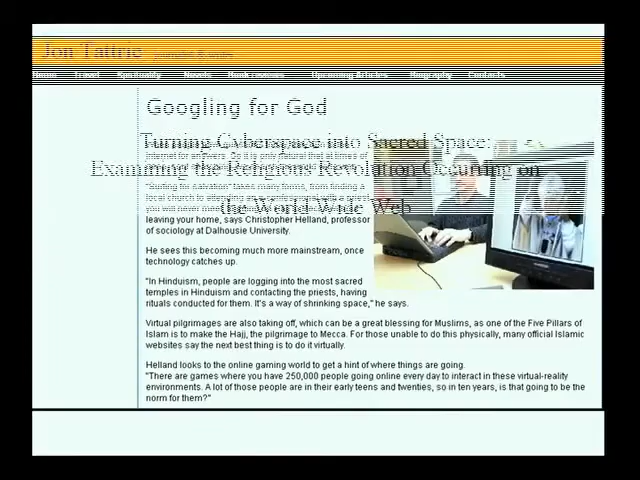 Jon Tattrie journalist & writer
Home Travel Spirituality Novels Book reviews Upcoming Articles Biography Contacts
Googling for God
Turning Cyberspace into Sacred Space:
Examining the Religious Revolution Occurring on
the World Wide Web
internet for answers. So it is only natural that at times of
"Surfing for salvation" takes many forms, from finding a
local church to
leaving your home, says Christopher Helland, professor
of sociology at Dalhousie University.
He sees this becoming much more mainstream, once
technology catches up.
"In Hinduism, people are logging into the most sacred
temples in Hinduism and contacting the priests, having
rituals conducted for them. It's a way of shrinking space," he says.
Virtual pilgrimages are also taking off, which can be a great blessing for Muslims, as one of the Five Pillars of
Islam is to make the Hajj, the pilgrimage to Mecca. For those unable to do this physically, many official Islamic
websites say the next best thing is to do it virtually.
Helland looks to the online gaming world to get a hint of where things are going.
"There are games where you have 250,000 people going online every day to interact in these virtual-reality
environments. A lot of those people are in their early teens and twenties, so in ten years, is that going to be the
norm for them?"